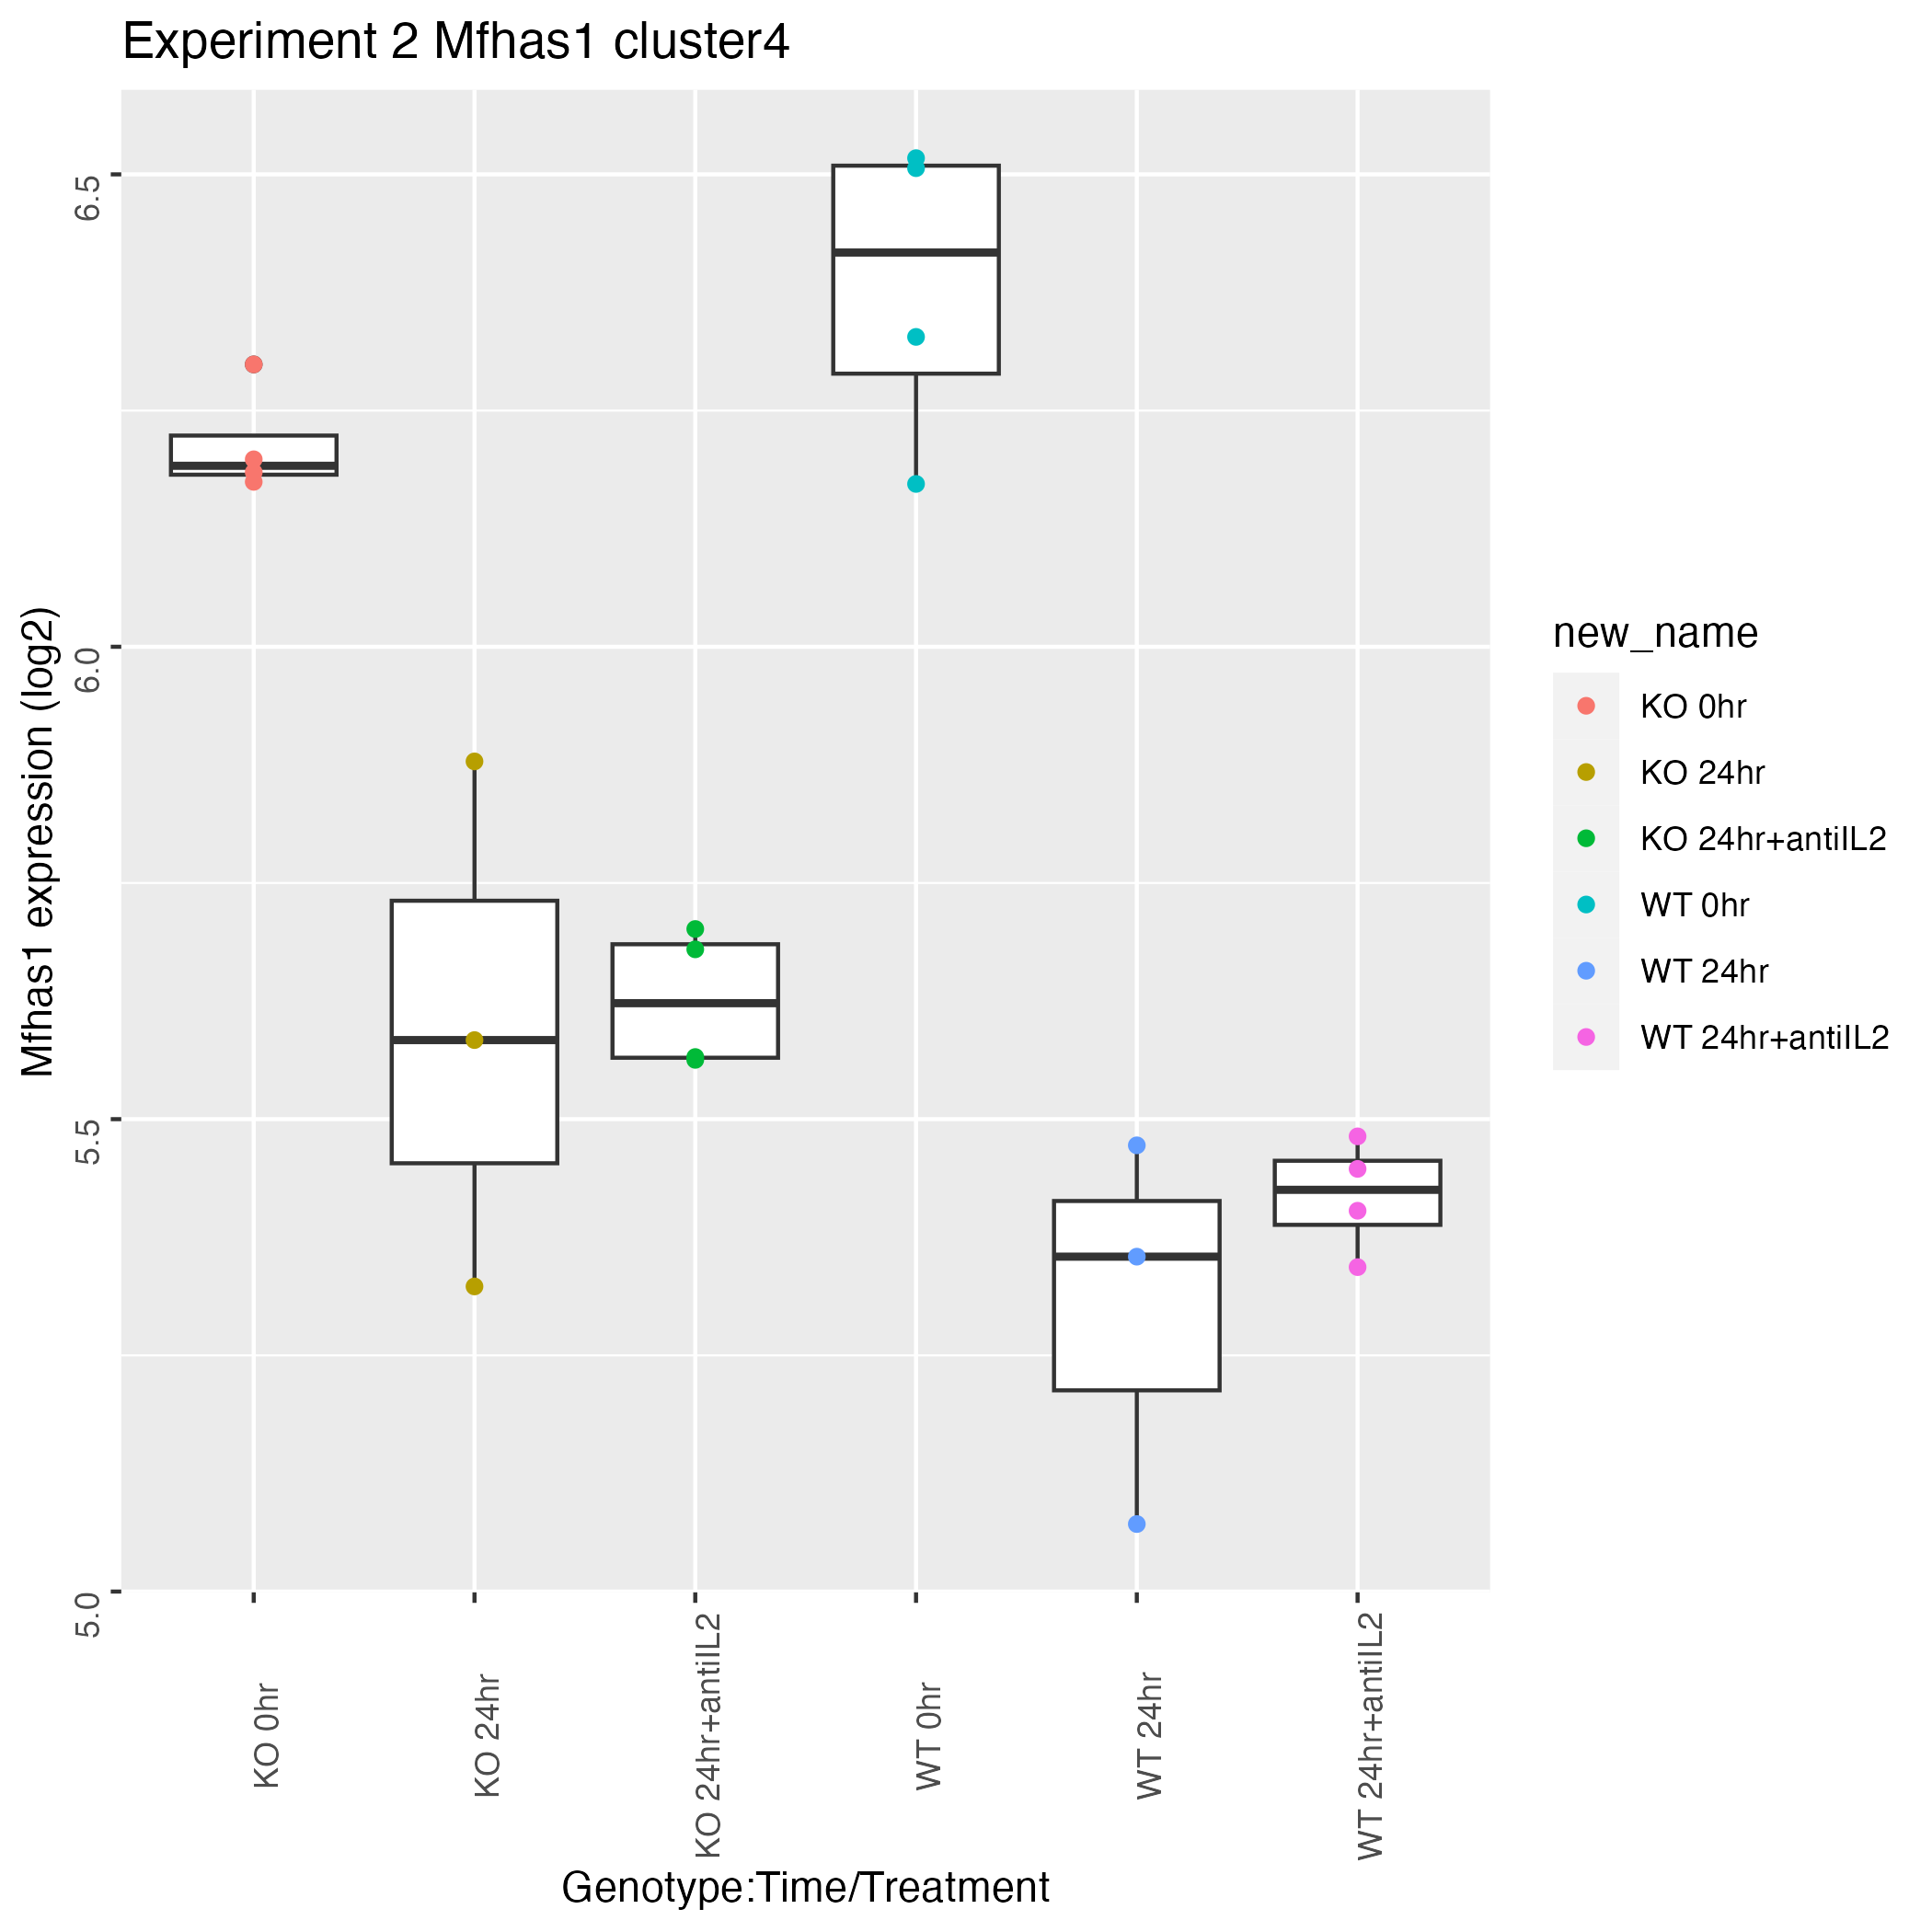 Experiment 2 Mfhas1 cluster4
Mfhas1 expression (log2)
6.5
6.0
5.5
5.0
KO 0hr
KO 24hr
KO 24hr+antiIL2
WT 0hr
WT 24hr
WT 24hr+antiIL2
Genotype:Time/Treatment
new_name
KO 0hr
KO 24hr
KO 24hr+antiIL2
WT 0hr
WT 24hr
WT 24hr+antiIL2